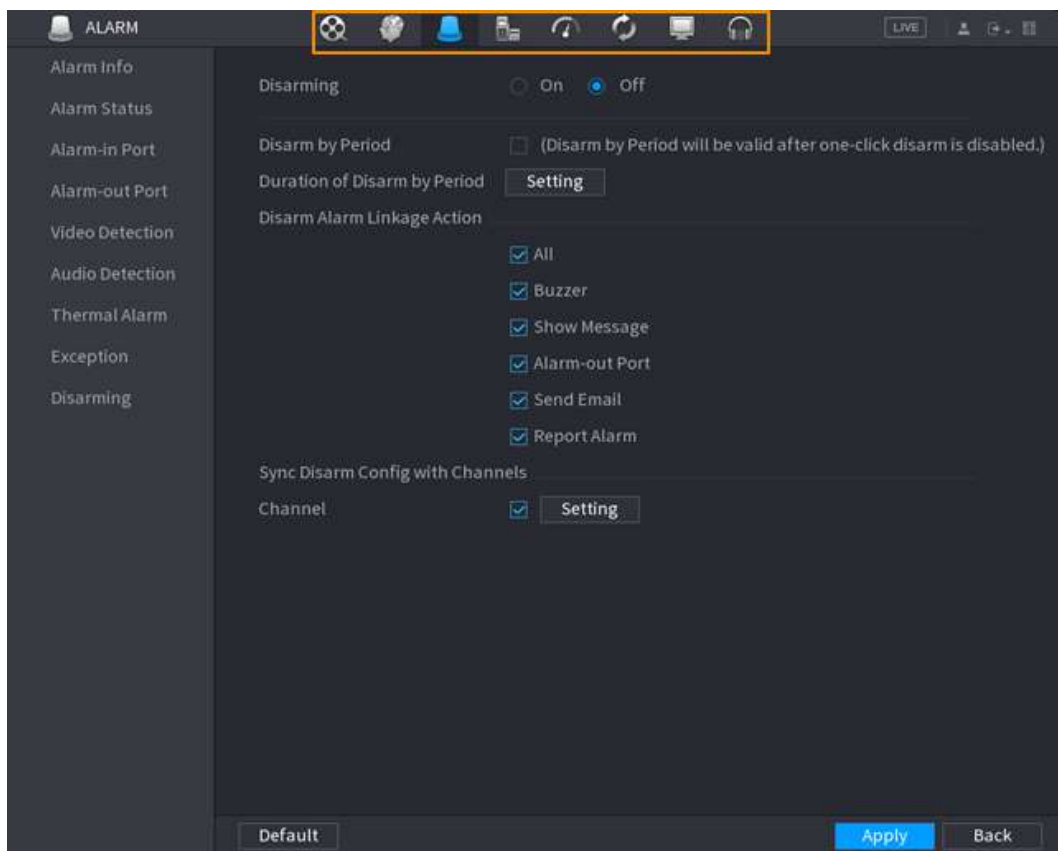 ALARM
LIVE
Alarm Info
Alarm Status
Alarm-in Port
Alarm-out Port
Video Detection
Audio Detection
Thermal Alarm
Exception
Disarming
Disarming On Off
Disarm by Period (Disarm by Period will be valid after one-click disarm is disabled.)
Duration of Disarm by Period Setting
Disarm Alarm Linkage Action
All
Buzzer
Show Message
Alarm-out Port
Send Email
Report Alarm
Sync Disarm Config with Channels
Channel Setting
Default Apply Back